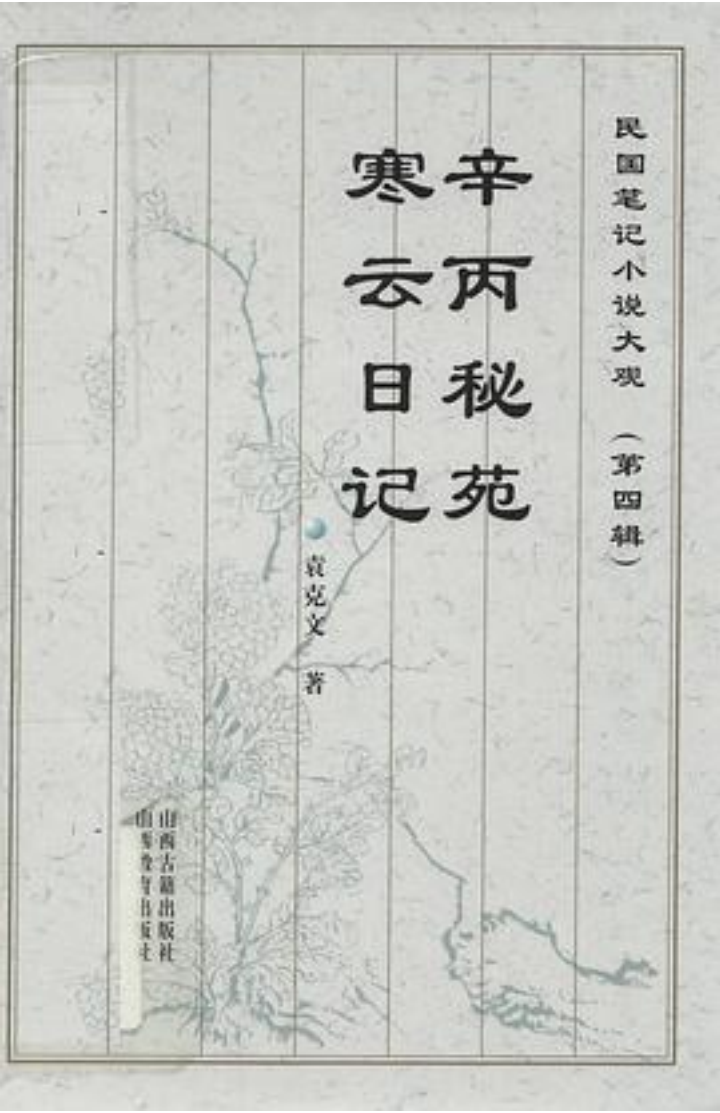 民国笔记小说大观 （第四辑）
辛丙秘苑
寒云日记
袁克文 著
山西古籍出版社
山西教育出版社